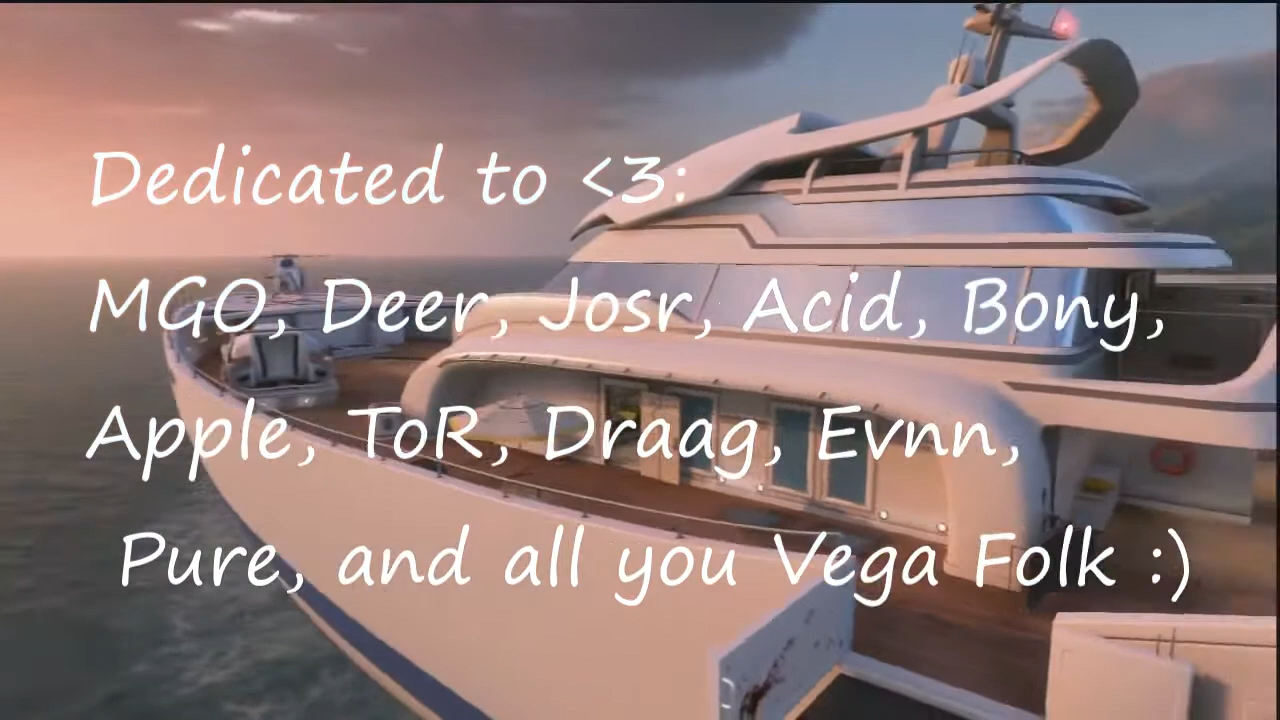 Dedicated to <3:
MGO, Deer, Josr, Acid, Bony,
Apple, ToR, Draag, Evnn,
Pure, and all you Vega Folk :)